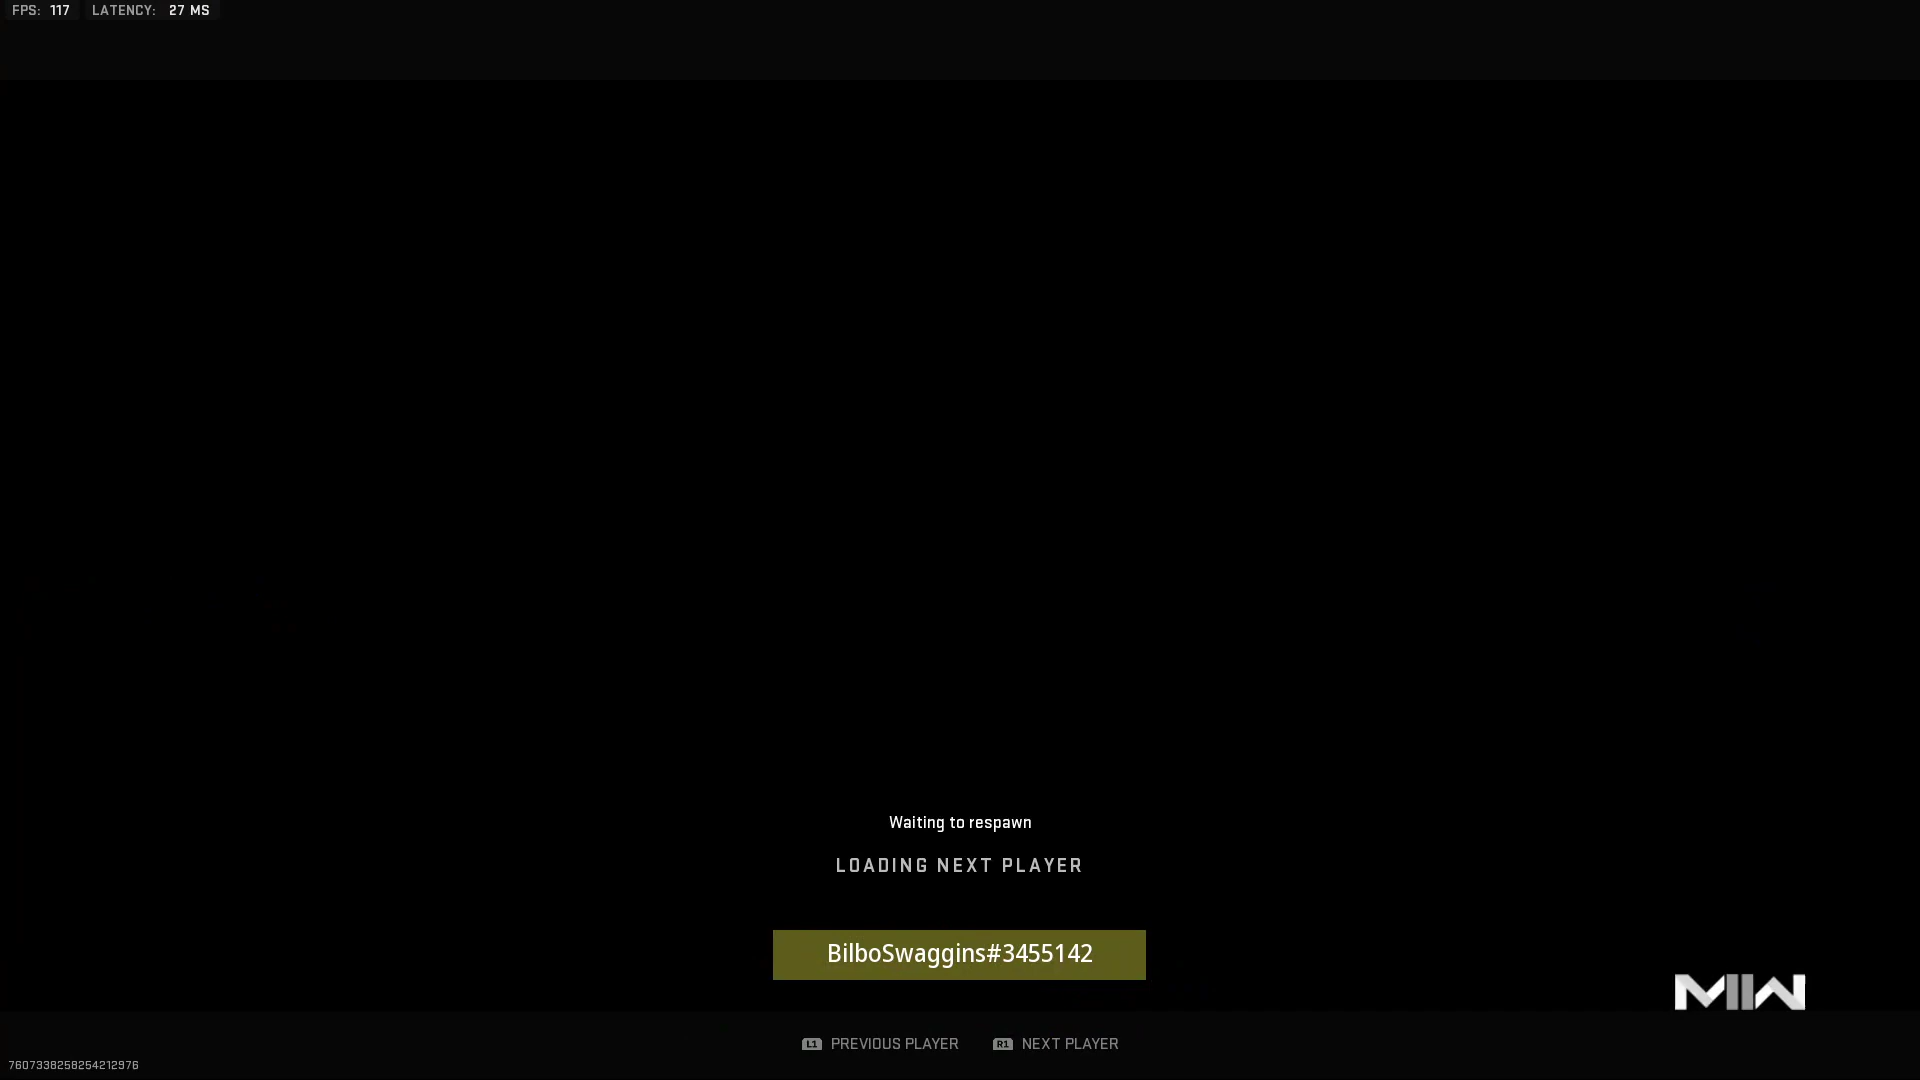 FPS: 117 LATENCY: 27 MS
Waiting to respawn
LOADING NEXT PLAYER
BilboSwaggins#3455142
MIIW
L1 PREVIOUS PLAYER R1 NEXT PLAYER
7607338258254212976